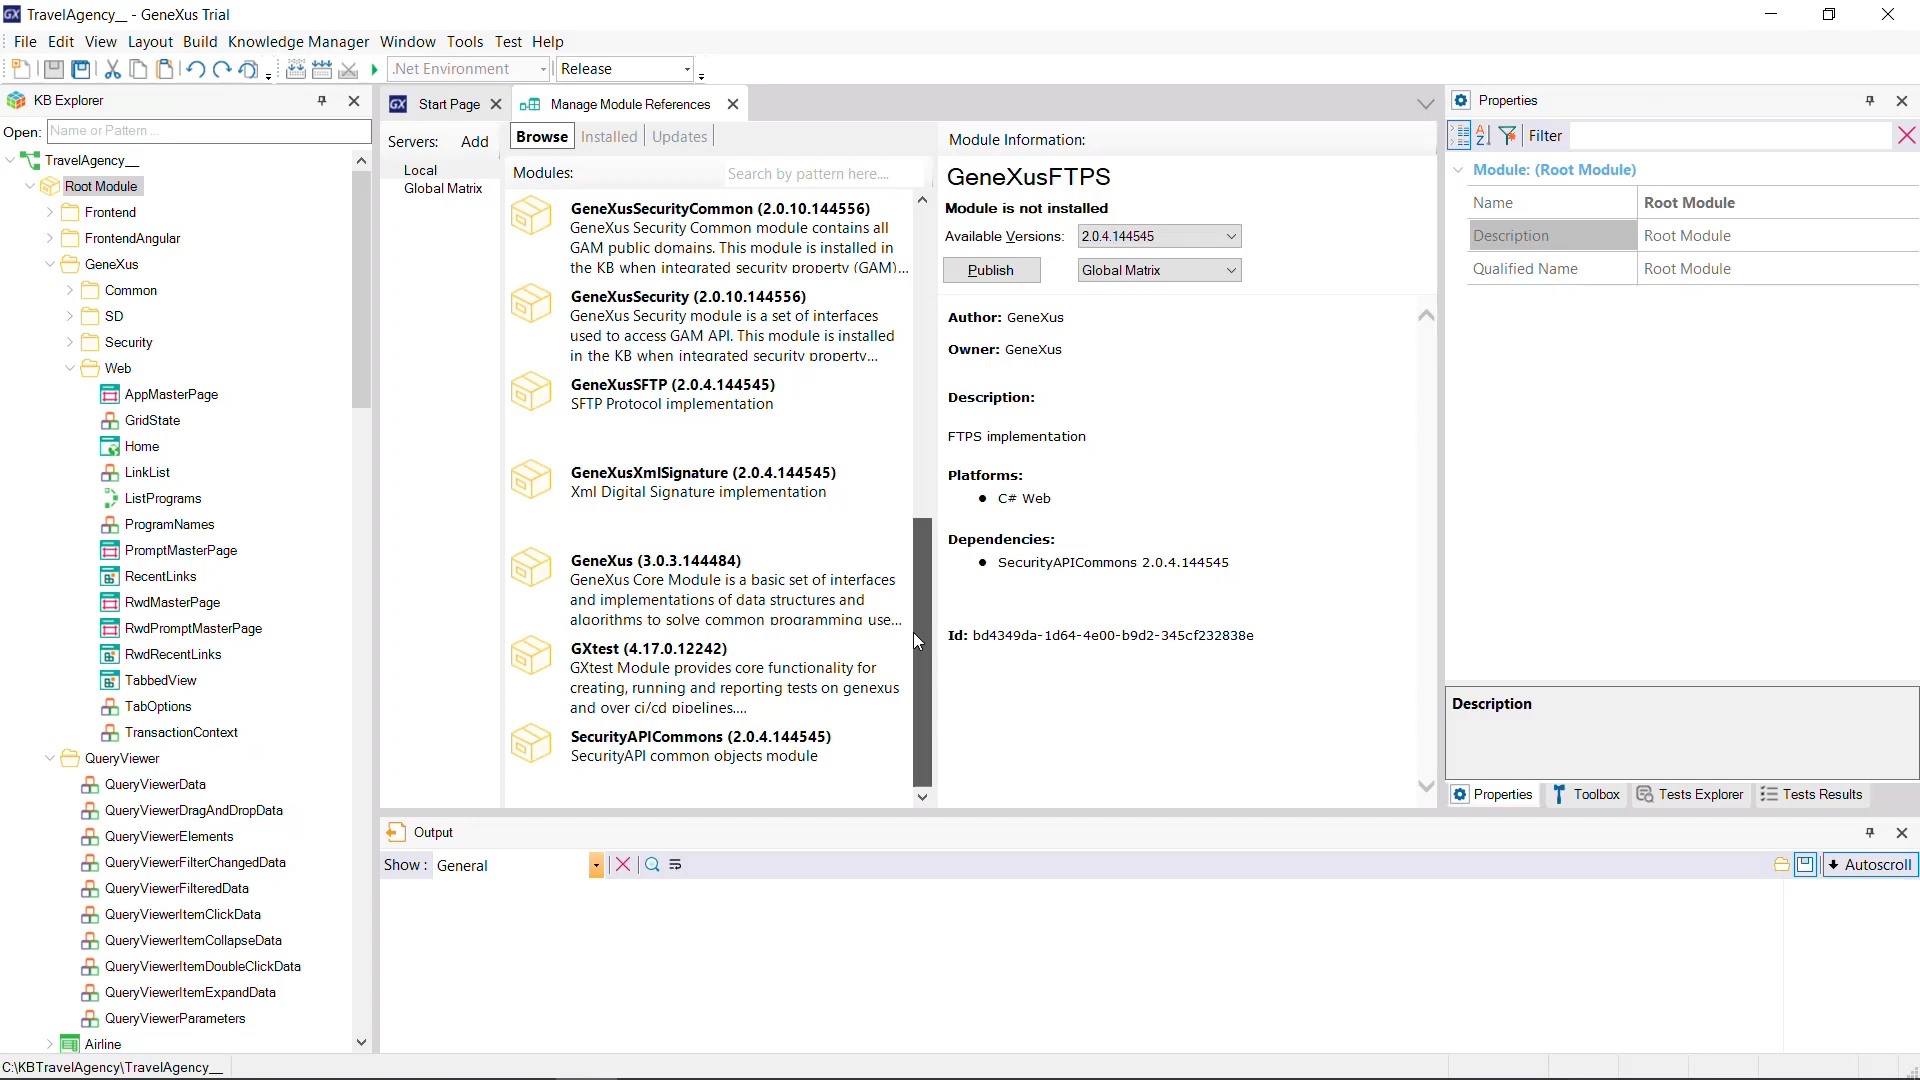 TravelAgency__ - GeneXus Trial
File Edit View Layout Build Knowledge Manager Window Tools Test Help
.Net Environment Release
KB Explorer
Open: Name or Pattern ...
TravelAgency__
Root Module
Frontend
FrontendAngular
GeneXus
Common
SD
Security
Web
AppMasterPage
GridState
Home
LinkList
ListPrograms
ProgramNames
PromptMasterPage
RecentLinks
RwdMasterPage
RwdPromptMasterPage
RwdRecentLinks
TabbedView
TabOptions
TransactionContext
QueryViewer
QueryViewerData
QueryViewerDragAndDropData
QueryViewerElements
QueryViewerFilterChangedData
QueryViewerFilteredData
QueryViewerItemClickData
QueryViewerItemCollapseData
QueryViewerItemDoubleClickData
QueryViewerItemExpandData
QueryViewerParameters
Airline
C:\KBTravelAgency\TravelAgency__
GX Start Page Manage Module References
Servers: Add
Local
Global Matrix
Browse Installed Updates
Modules: Search by pattern here....
GeneXusSecurityCommon (2.0.10.144556)
GeneXus Security Common module contains all
GAM public domains. This module is installed in
the KB when integrated security property (GAM)...
GeneXusSecurity (2.0.10.144556)
GeneXus Security module is a set of interfaces
used to access GAM API. This module is installed
in the KB when integrated security property...
GeneXusSFTP (2.0.4.144545)
SFTP Protocol implementation
GeneXusXmlSignature (2.0.4.144545)
Xml Digital Signature implementation
GeneXus (3.0.3.144484)
GeneXus Core Module is a basic set of interfaces
and implementations of data structures and
algorithms to solve common programming use...
GXtest (4.17.0.12242)
GXtest Module provides core functionality for
creating, running and reporting tests on genexus
and over ci/cd pipelines....
SecurityAPICommons (2.0.4.144545)
SecurityAPI common objects module
Module Information:
GeneXusFTPS
Module is not installed
Available Versions: 2.0.4.144545
Publish Global Matrix
Author: GeneXus
Owner: GeneXus
Description:
FTPS implementation
Platforms:
● C# Web
Dependencies:
● SecurityAPICommons 2.0.4.144545
Id: bd4349da-1d64-4e00-b9d2-345cf232838e
Properties
Filter
Module: (Root Module)
Name Root Module
Description Root Module
Qualified Name Root Module
Description
Properties Toolbox Tests Explorer Tests Results
Output
Show: General
Autoscroll